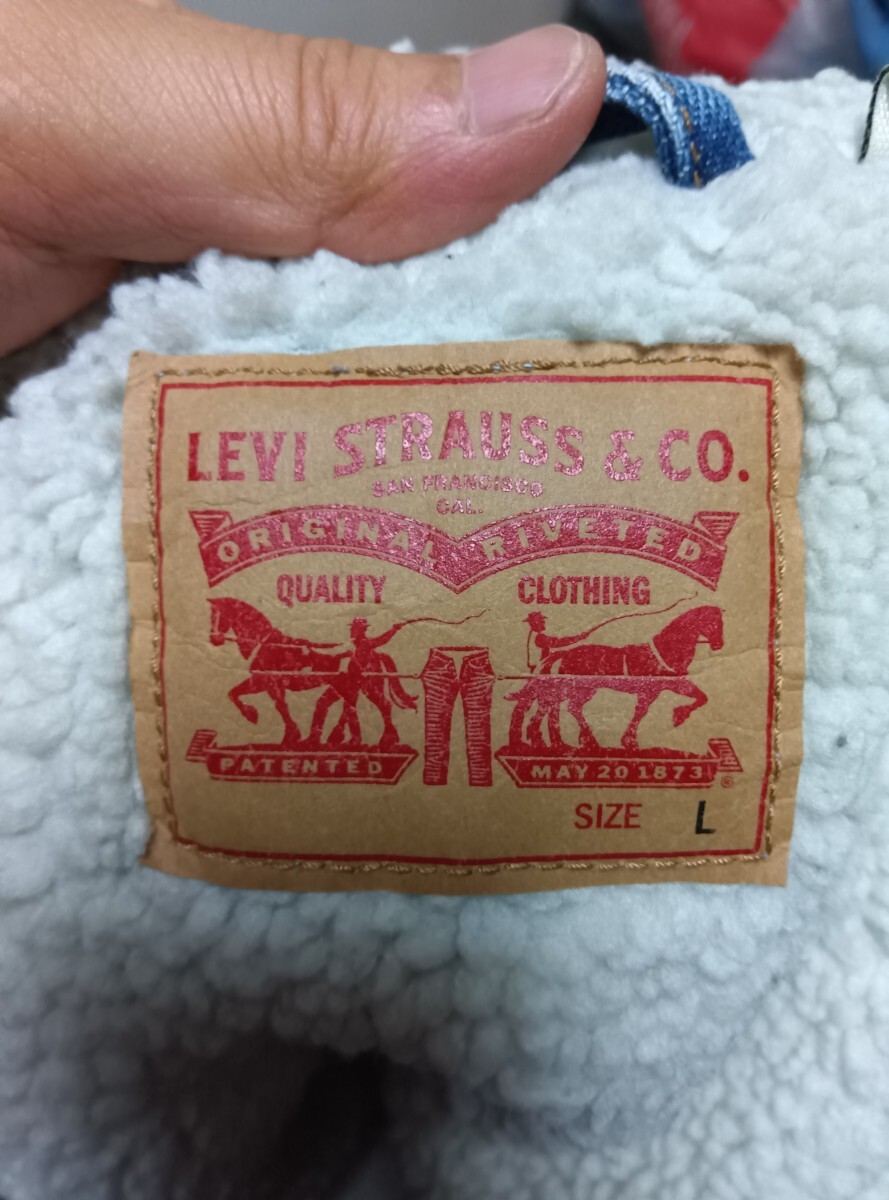 LEVI STRAUSS & CO.
SAN FRANCISCO
CAL.
ORIGINAL RIVETED
QUALITY CLOTHING
PATENTED MAY 20 1873 ®
SIZE L